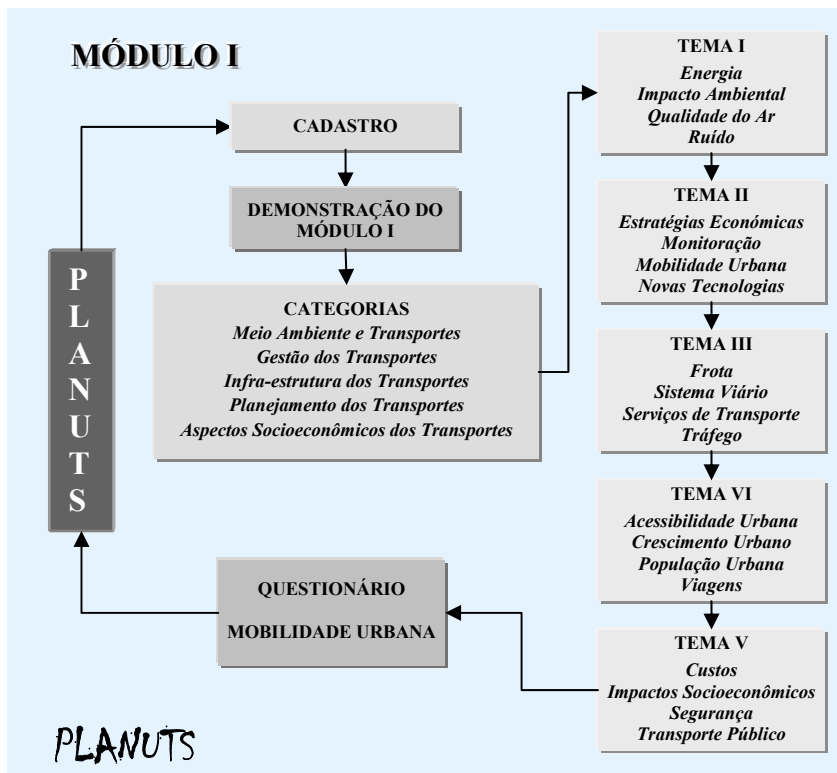 MÓDULO I
CADASTRO
DEMONSTRAÇÃO DO
MÓDULO I
CATEGORIAS
Meio Ambiente e Transportes
Gestão dos Transportes
Infra-estrutura dos Transportes
Planejamento dos Transportes
Aspectos Socioeconômicos dos Transportes
TEMA I
Energia
Impacto Ambiental
Qualidade do Ar
Ruído
TEMA II
Estratégias Económicas
Monitoração
Mobilidade Urbana
Novas Tecnologias
TEMA III
Frota
Sistema Viário
Serviços de Transporte
Tráfego
TEMA VI
Acessibilidade Urbana
Crescimento Urbano
População Urbana
Viagens
TEMA V
Custos
Impactos Socioeconômicos
Segurança
Transporte Público
QUESTIONÁRIO
MOBILIDADE URBANA
PLANUTS
PLANUTS